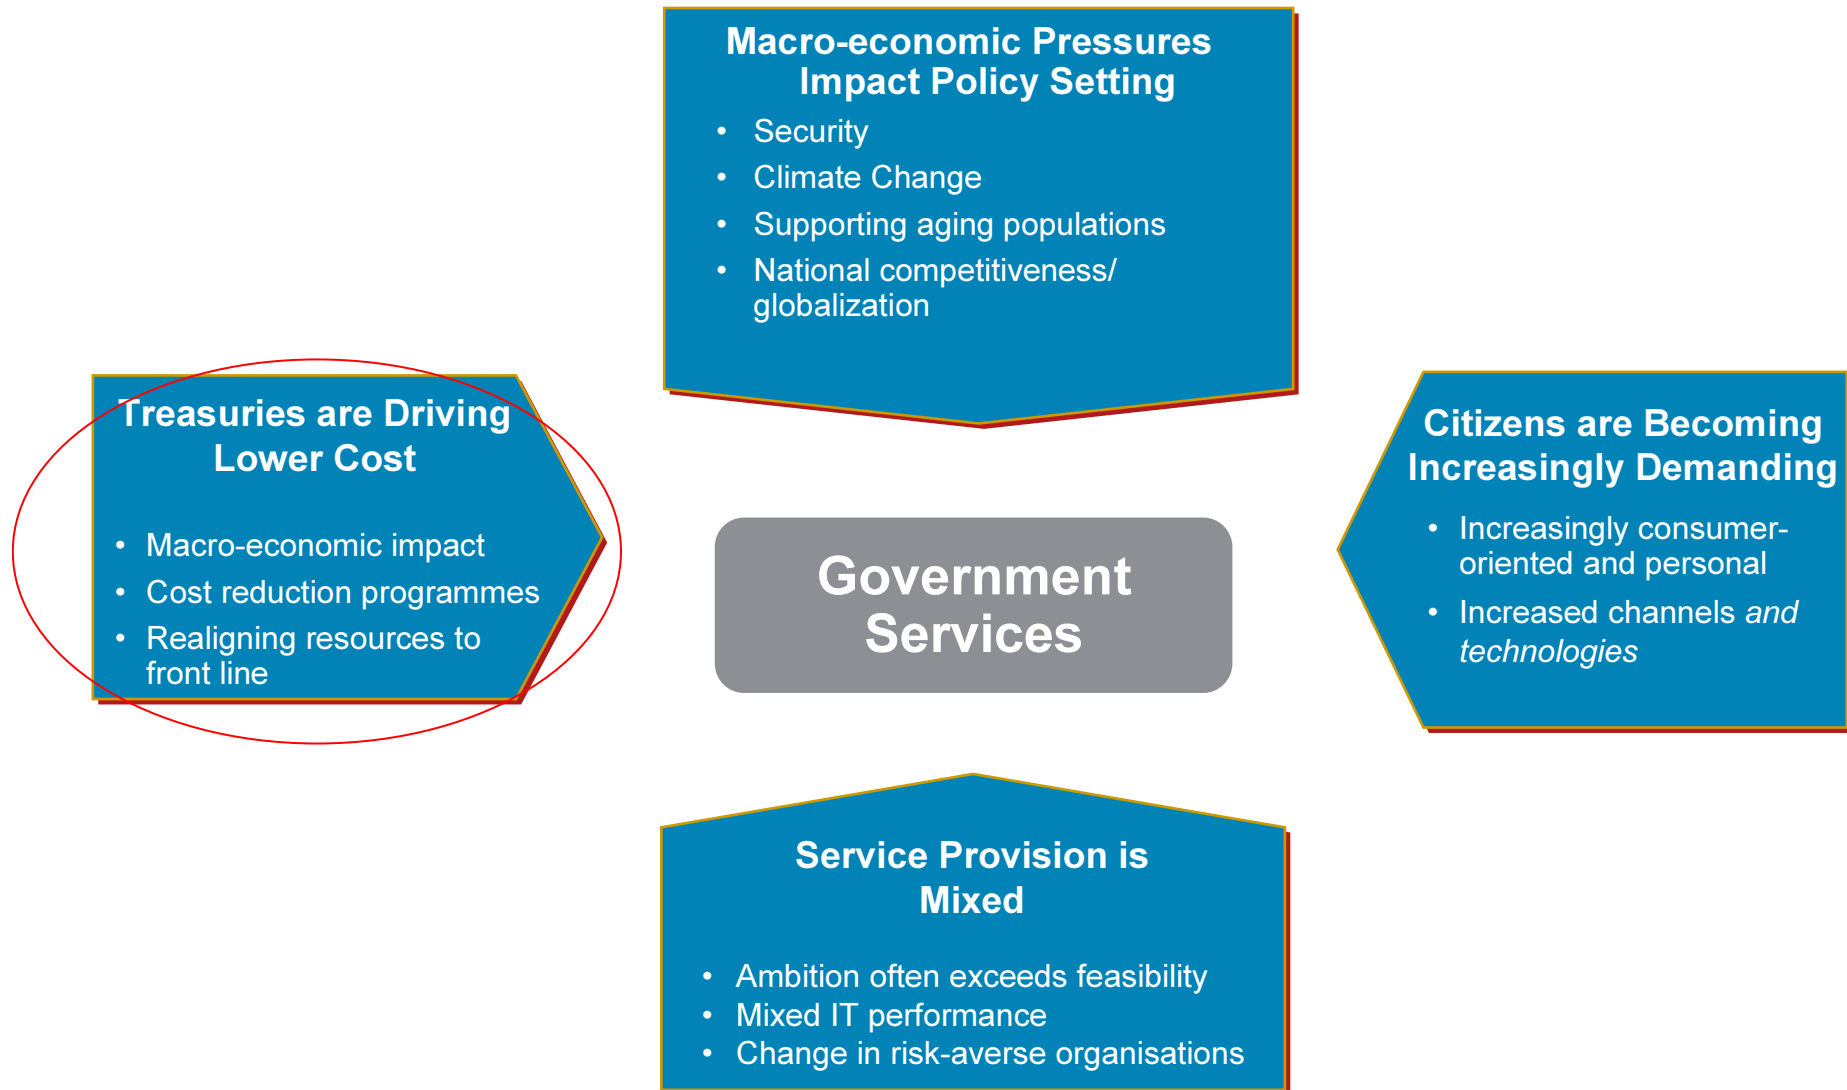 Macro-economic Pressures
Impact Policy Setting
• Security
• Climate Change
• Supporting aging populations
• National competitiveness/
globalization
Treasuries are Driving
Lower Cost
• Macro-economic impact
• Cost reduction programmes
• Realigning resources to
front line
Government
Services
Citizens are Becoming
Increasingly Demanding
• Increasingly consumer-
oriented and personal
• Increased channels and
technologies
Service Provision is
Mixed
• Ambition often exceeds feasibility
• Mixed IT performance
• Change in risk-averse organisations